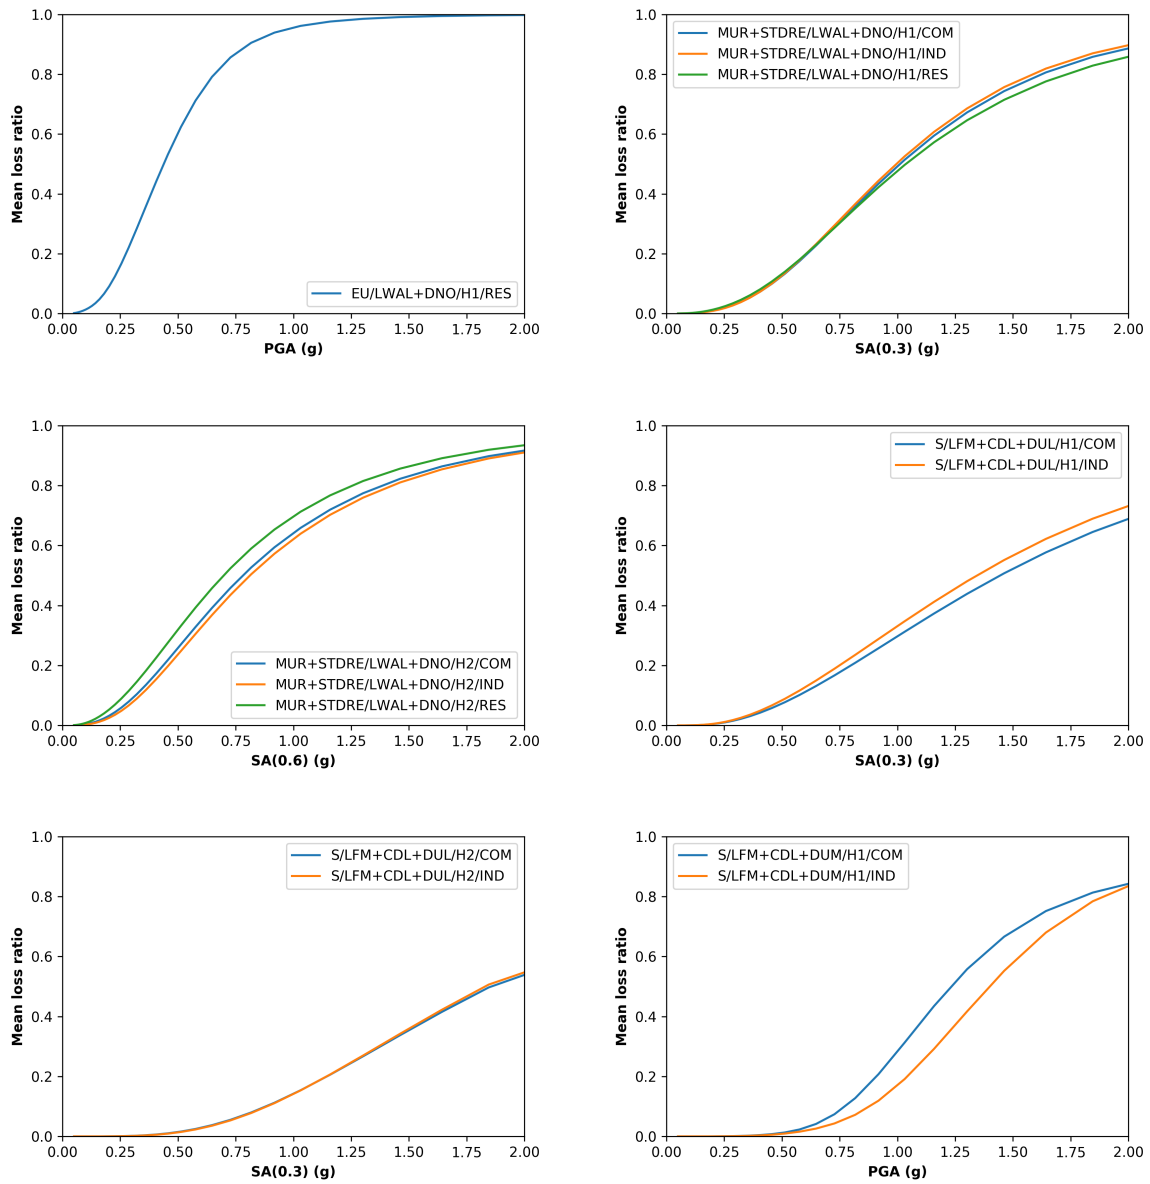 1.0
0.8
0.6
0.4
0.2
0.0
Mean loss ratio
EU/LWAL+DNO/H1/RES
0.00 0.25 0.50 0.75 1.00 1.25 1.50 1.75 2.00
PGA (g)
1.0
0.8
0.6
0.4
0.2
0.0
Mean loss ratio
MUR+STDRE/LWAL+DNO/H1/COM
MUR+STDRE/LWAL+DNO/H1/IND
MUR+STDRE/LWAL+DNO/H1/RES
0.00 0.25 0.50 0.75 1.00 1.25 1.50 1.75 2.00
SA(0.3) (g)
1.0
0.8
0.6
0.4
0.2
0.0
Mean loss ratio
MUR+STDRE/LWAL+DNO/H2/COM
MUR+STDRE/LWAL+DNO/H2/IND
MUR+STDRE/LWAL+DNO/H2/RES
0.00 0.25 0.50 0.75 1.00 1.25 1.50 1.75 2.00
SA(0.6) (g)
1.0
0.8
0.6
0.4
0.2
0.0
Mean loss ratio
S/LFM+CDL+DUL/H1/COM
S/LFM+CDL+DUL/H1/IND
0.00 0.25 0.50 0.75 1.00 1.25 1.50 1.75 2.00
SA(0.3) (g)
1.0
0.8
0.6
0.4
0.2
0.0
Mean loss ratio
S/LFM+CDL+DUL/H2/COM
S/LFM+CDL+DUL/H2/IND
0.00 0.25 0.50 0.75 1.00 1.25 1.50 1.75 2.00
SA(0.3) (g)
1.0
0.8
0.6
0.4
0.2
0.0
Mean loss ratio
S/LFM+CDL+DUM/H1/COM
S/LFM+CDL+DUM/H1/IND
0.00 0.25 0.50 0.75 1.00 1.25 1.50 1.75 2.00
PGA (g)